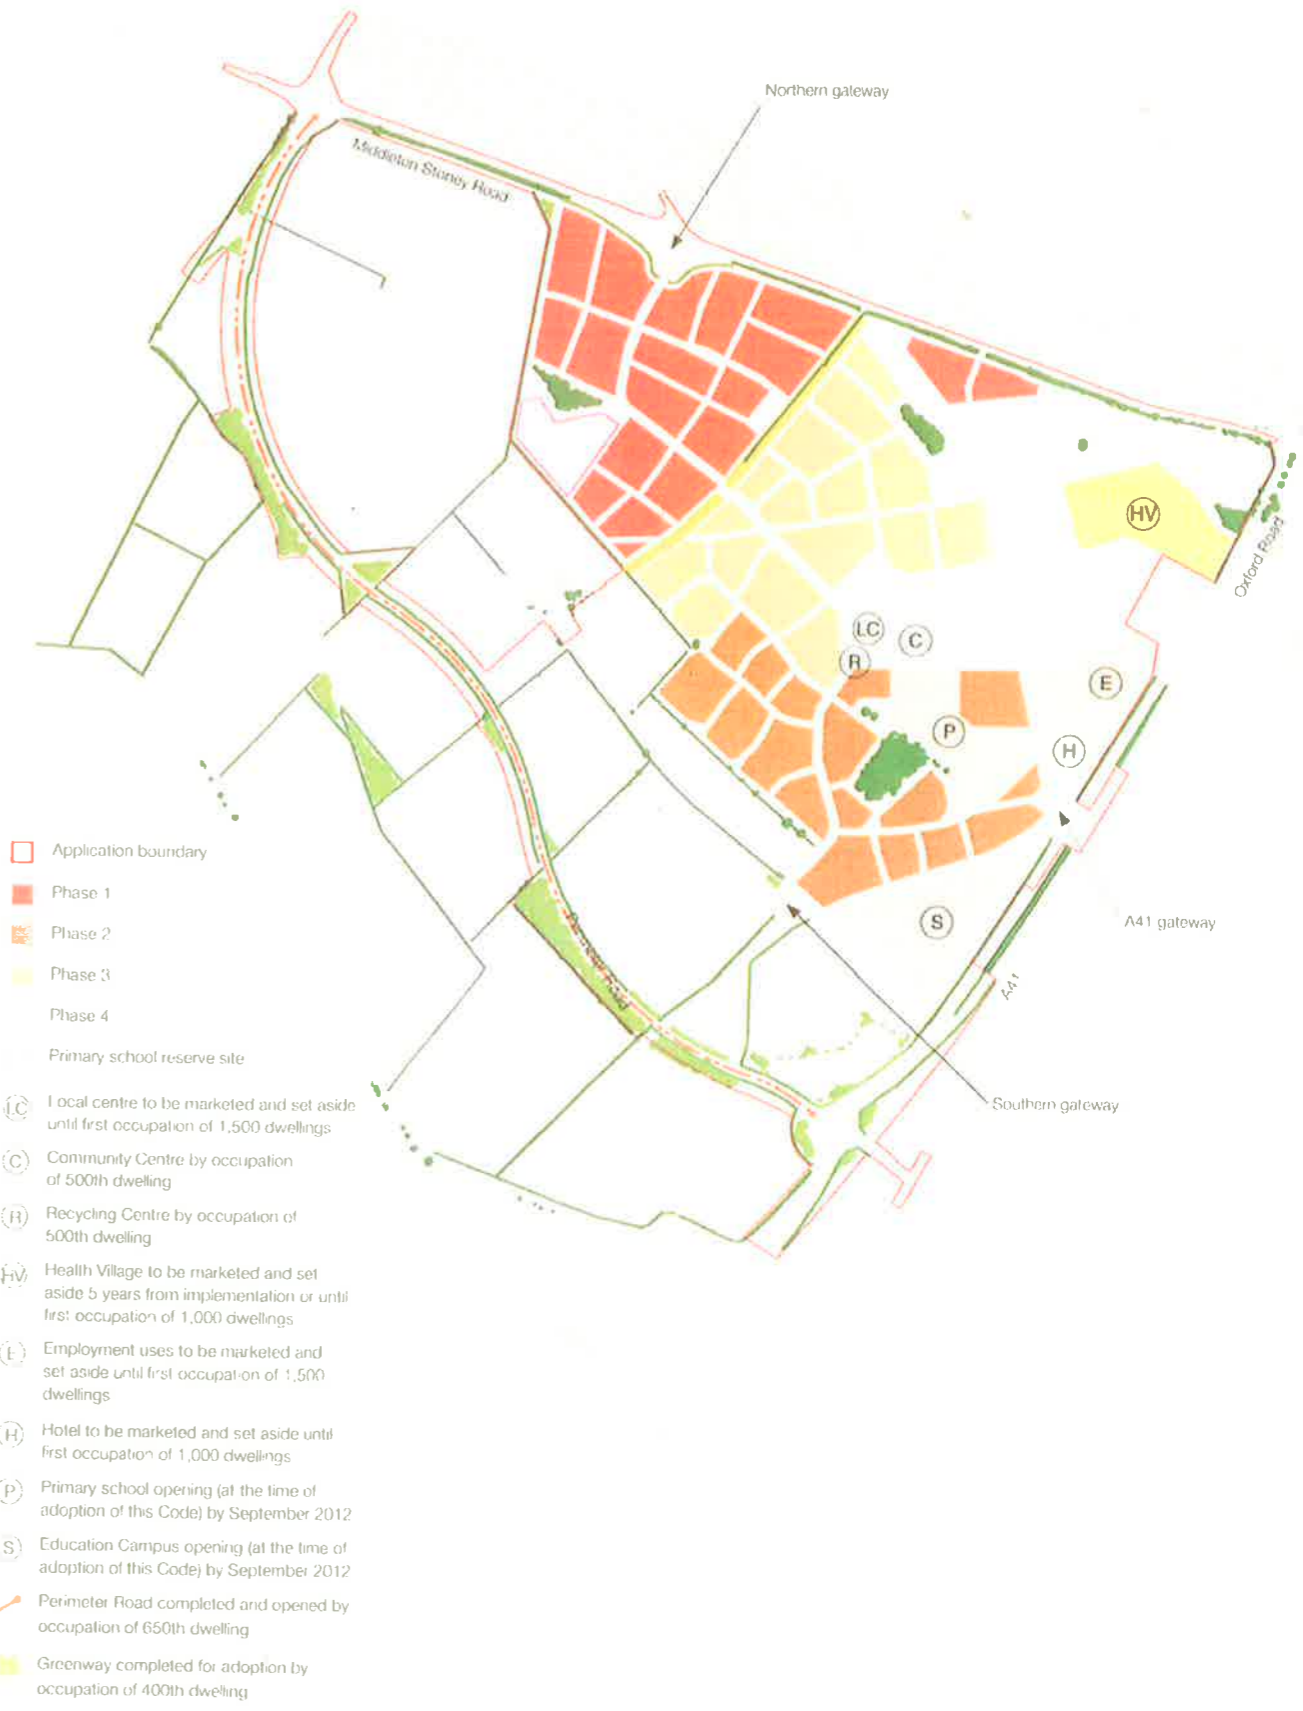 Northern gateway
Middleton Stoney Road
HV
Oxford Road
LC
C
R
E
P
H
S
A41 gateway
A41
Perimeter Road
Southern gateway
Application boundary
Phase 1
Phase 2
Phase 3
Phase 4
Primary school reserve site
LC
Local centre to be marketed and set aside
until first occupation of 1,500 dwellings
C
Community Centre by occupation
of 500th dwelling
R
Recycling Centre by occupation of
500th dwelling
HV
Health Village to be marketed and set
aside 5 years from implementation or until
first occupation of 1,000 dwellings
E
Employment uses to be marketed and
set aside until first occupation of 1,500
dwellings
H
Hotel to be marketed and set aside until
first occupation of 1,000 dwellings
P
Primary school opening (at the time of
adoption of this Code) by September 2012
S
Education Campus opening (at the time of
adoption of this Code) by September 2012
Perimeter Road completed and opened by
occupation of 650th dwelling
Greenway completed for adoption by
occupation of 400th dwelling